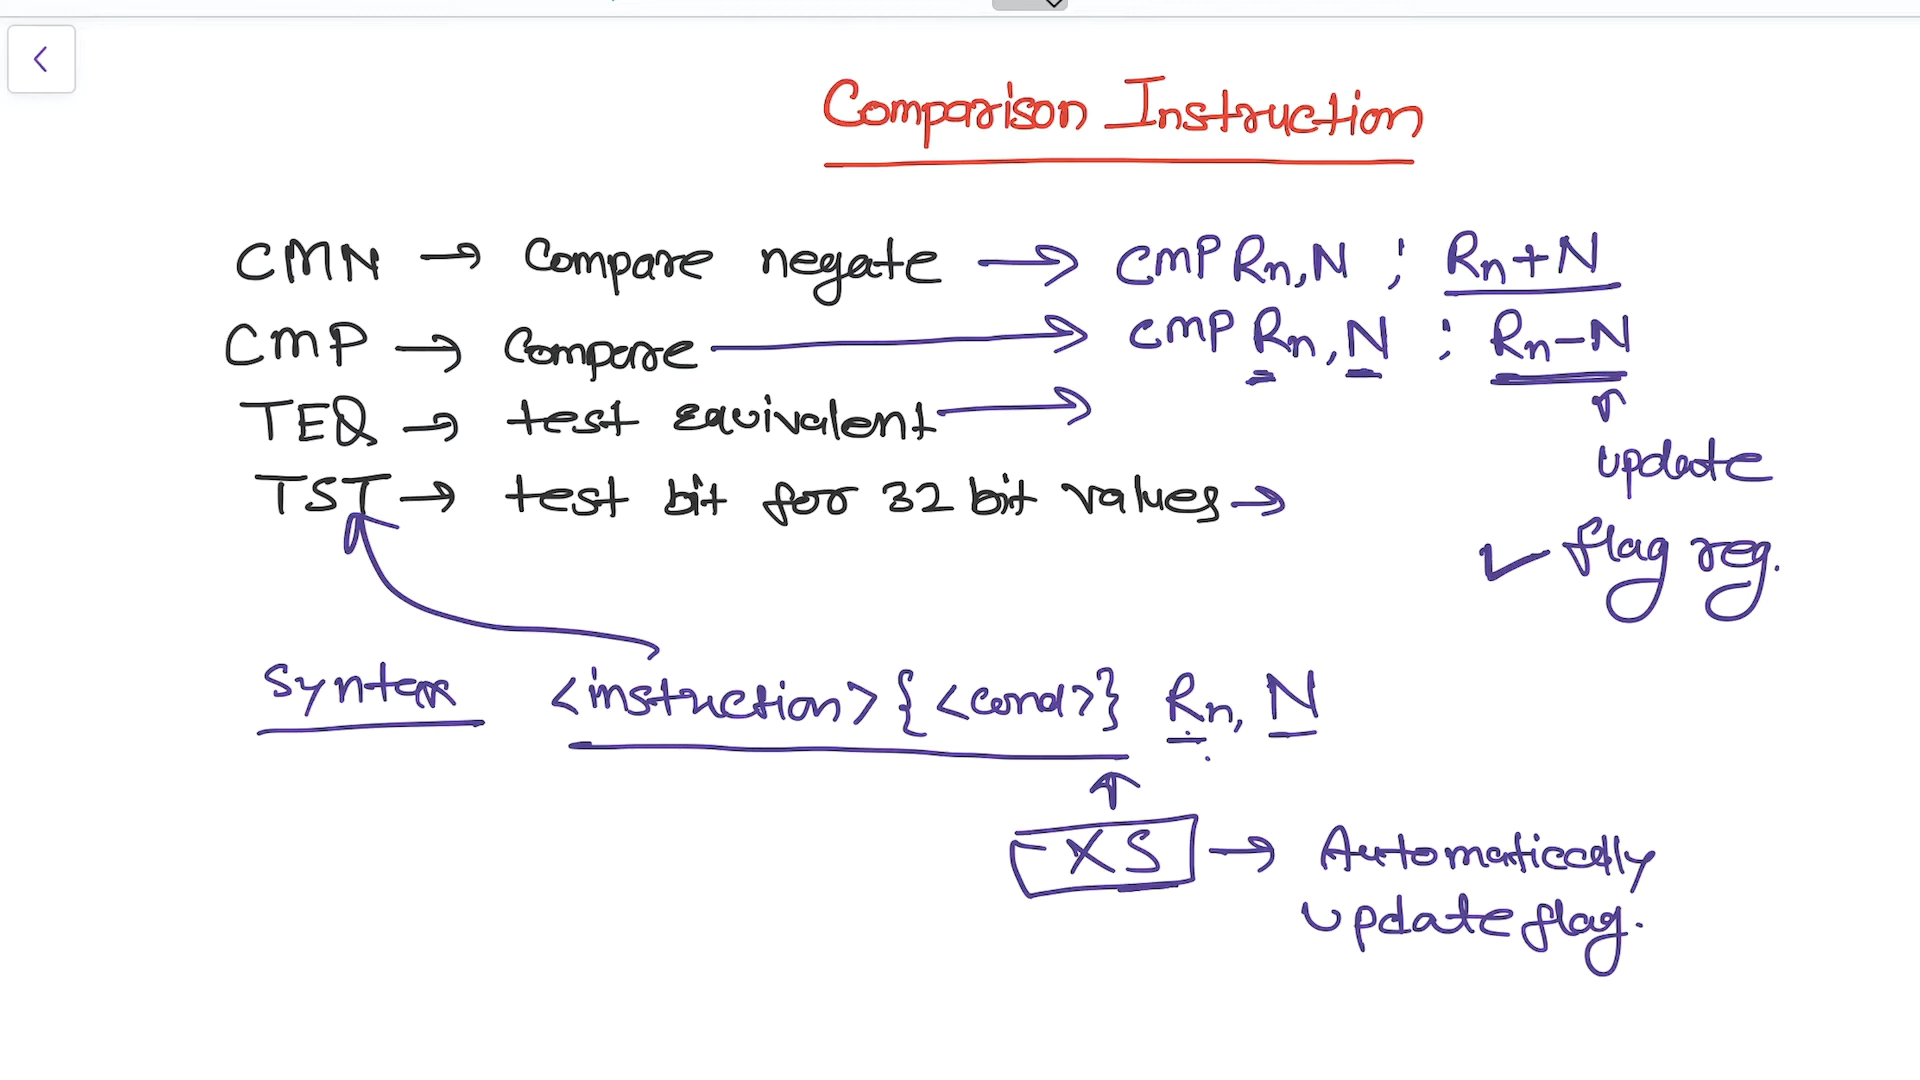 Comparison Instruction
CMN → Compare negate → CMP Rn, N ; Rn+N
CMP → Compare → CMP Rn, N : Rn-N
TEQ → test Equivalent →
TST → test bit for 32 bit values →
update
✓ flag reg.
Syntax <instruction>{<cond>} Rn, N
XS → Automatically
update flag.